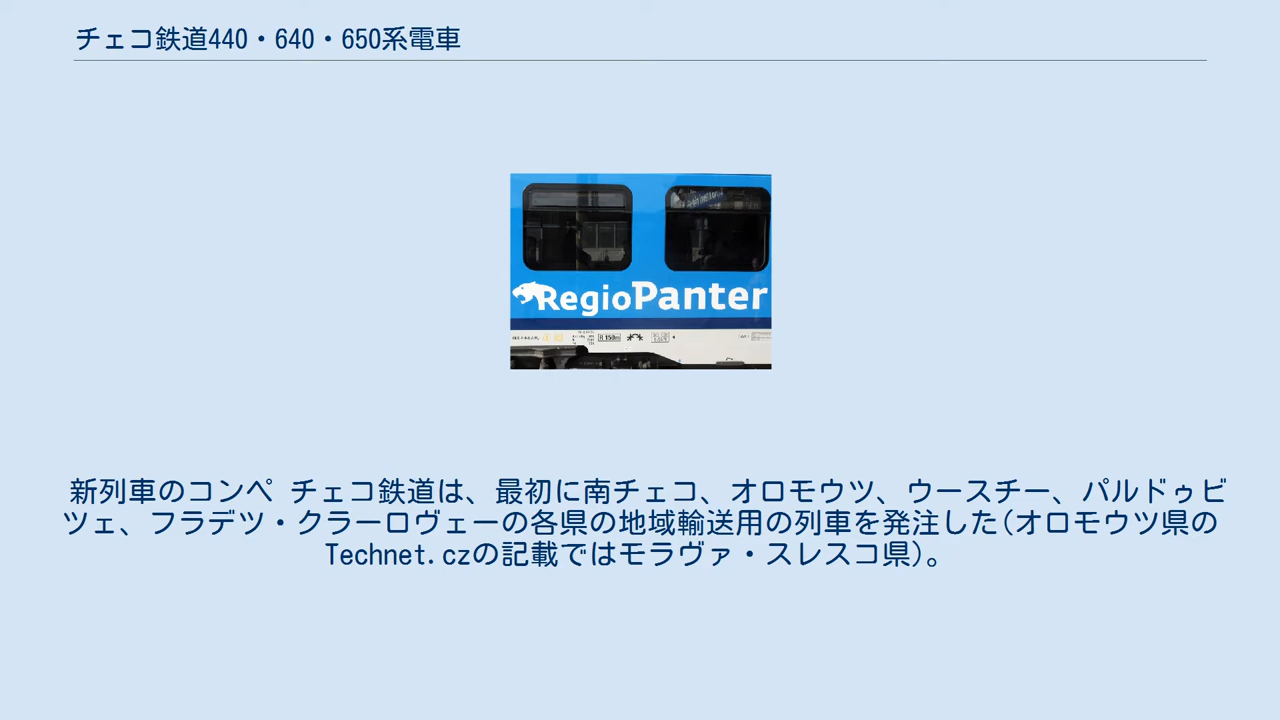 チェコ鉄道440・640・650系電車
RegioPanter
R 150m
新列車のコンペ チェコ鉄道は、最初に南チェコ、オロモウツ、ウースチー、パルドゥビ
ツェ、フラデツ・クラーロヴェーの各県の地域輸送用の列車を発注した(オロモウツ県の
Technet.czの記載ではモラヴァ・スレスコ県)。